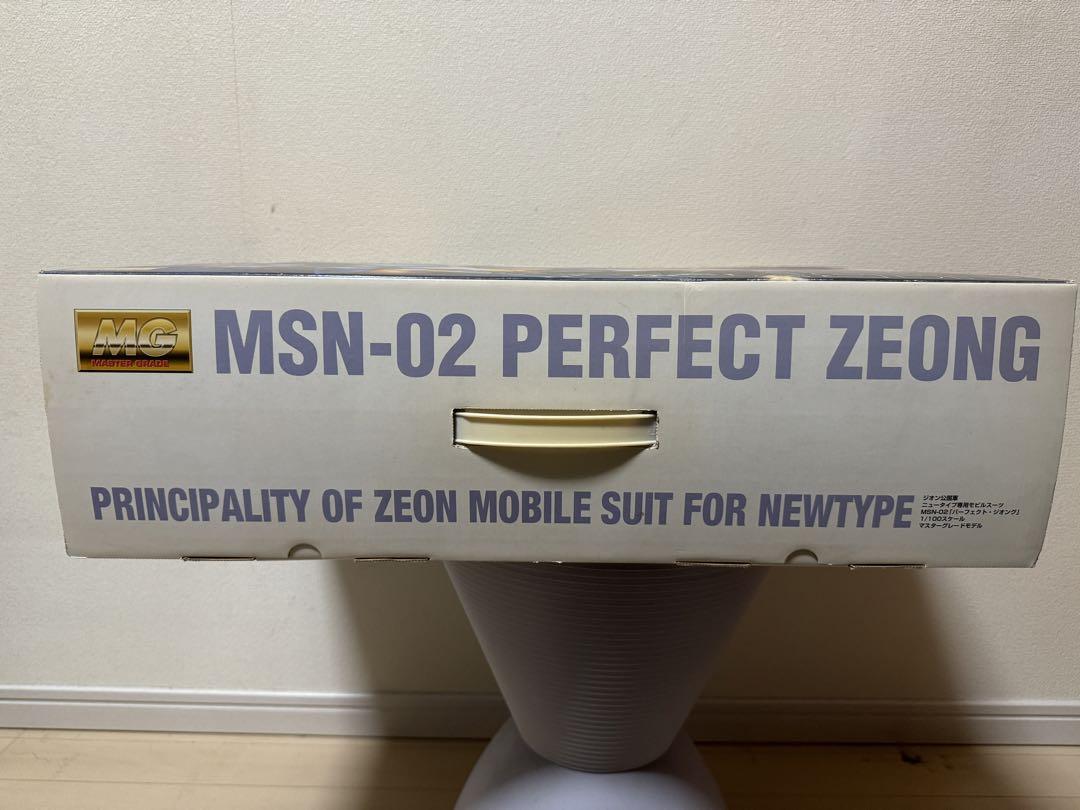 MG
MASTER GRADE
MSN-02 PERFECT ZEONG
PRINCIPALITY OF ZEON MOBILE SUIT FOR NEWTYPE
ジオン公国軍
ニュータイプ専用モビルスーツ
MSN-02「パーフェクト・ジオング」
1/100スケール
マスターグレードモデル